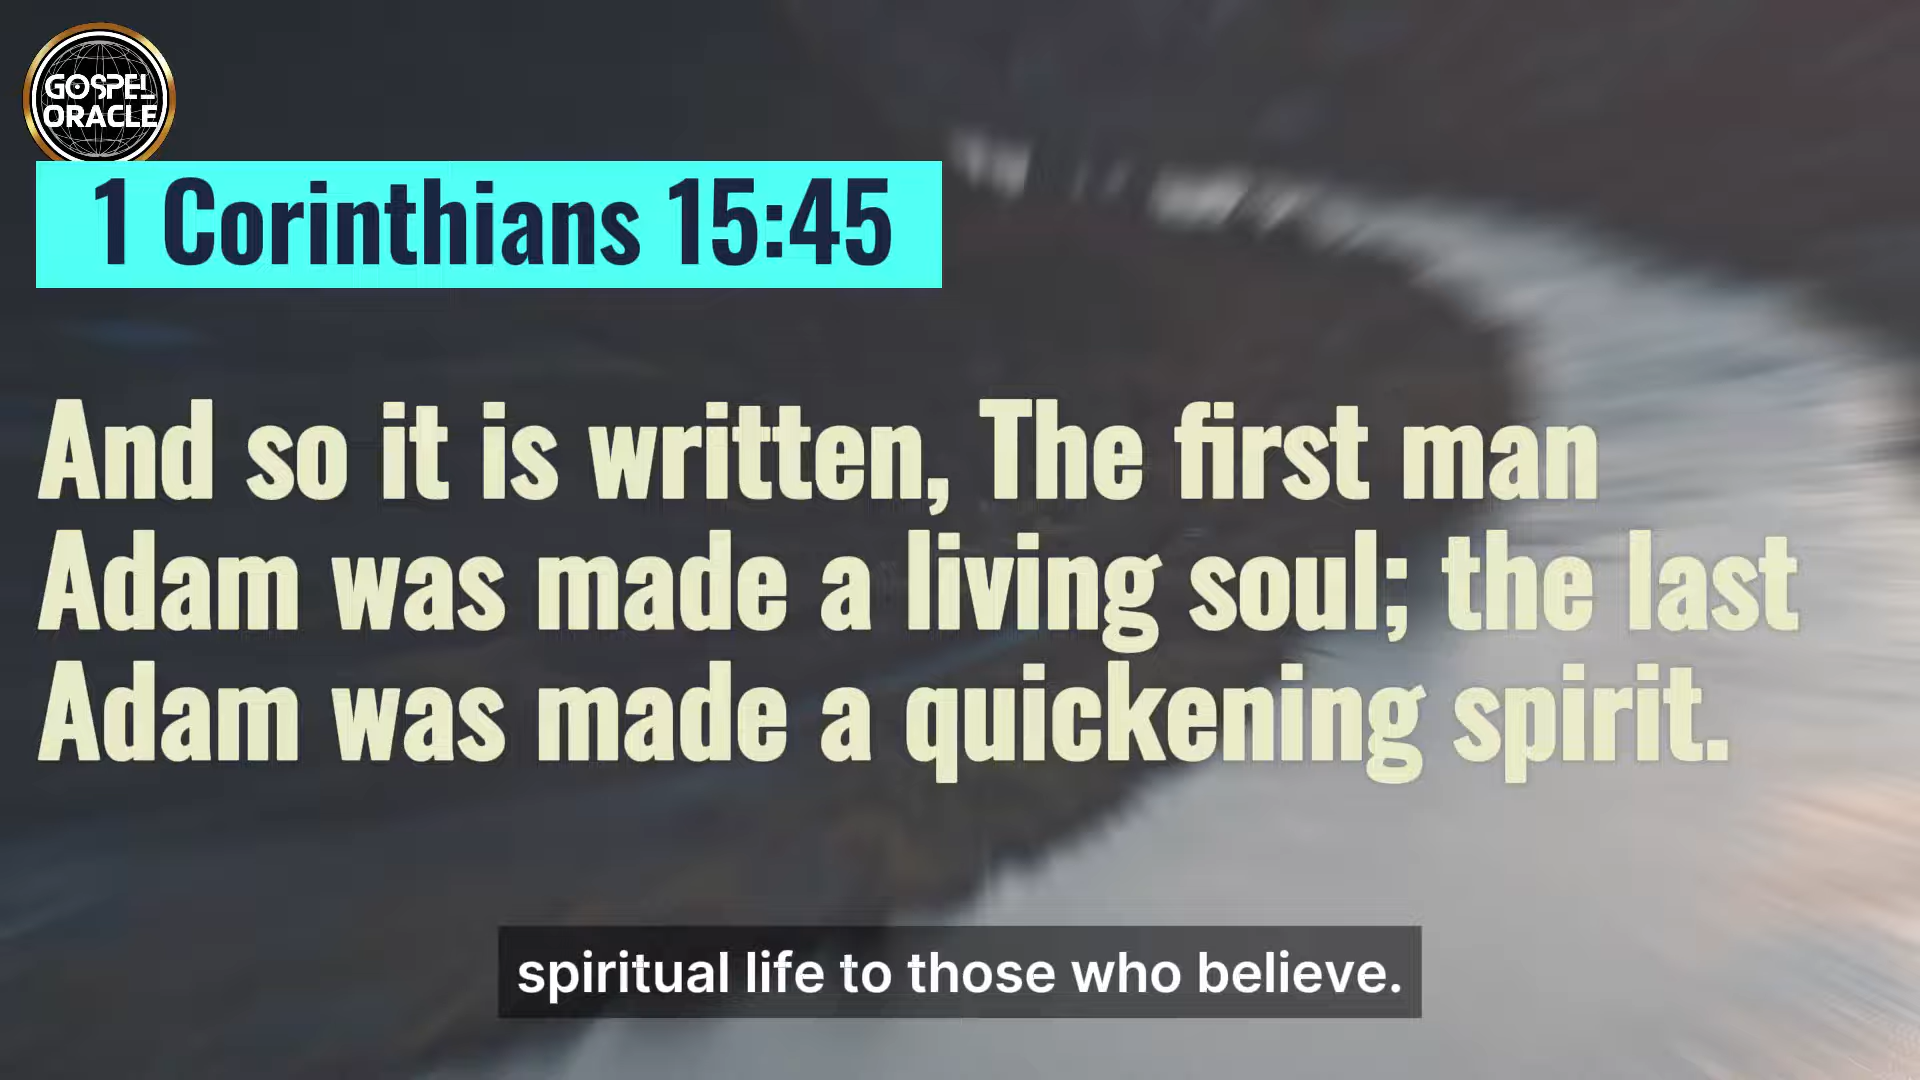 GOSPEL
ORACLE
1 Corinthians 15:45
And so it is written, The first man
Adam was made a living soul; the last
Adam was made a quickening spirit.
spiritual life to those who believe.